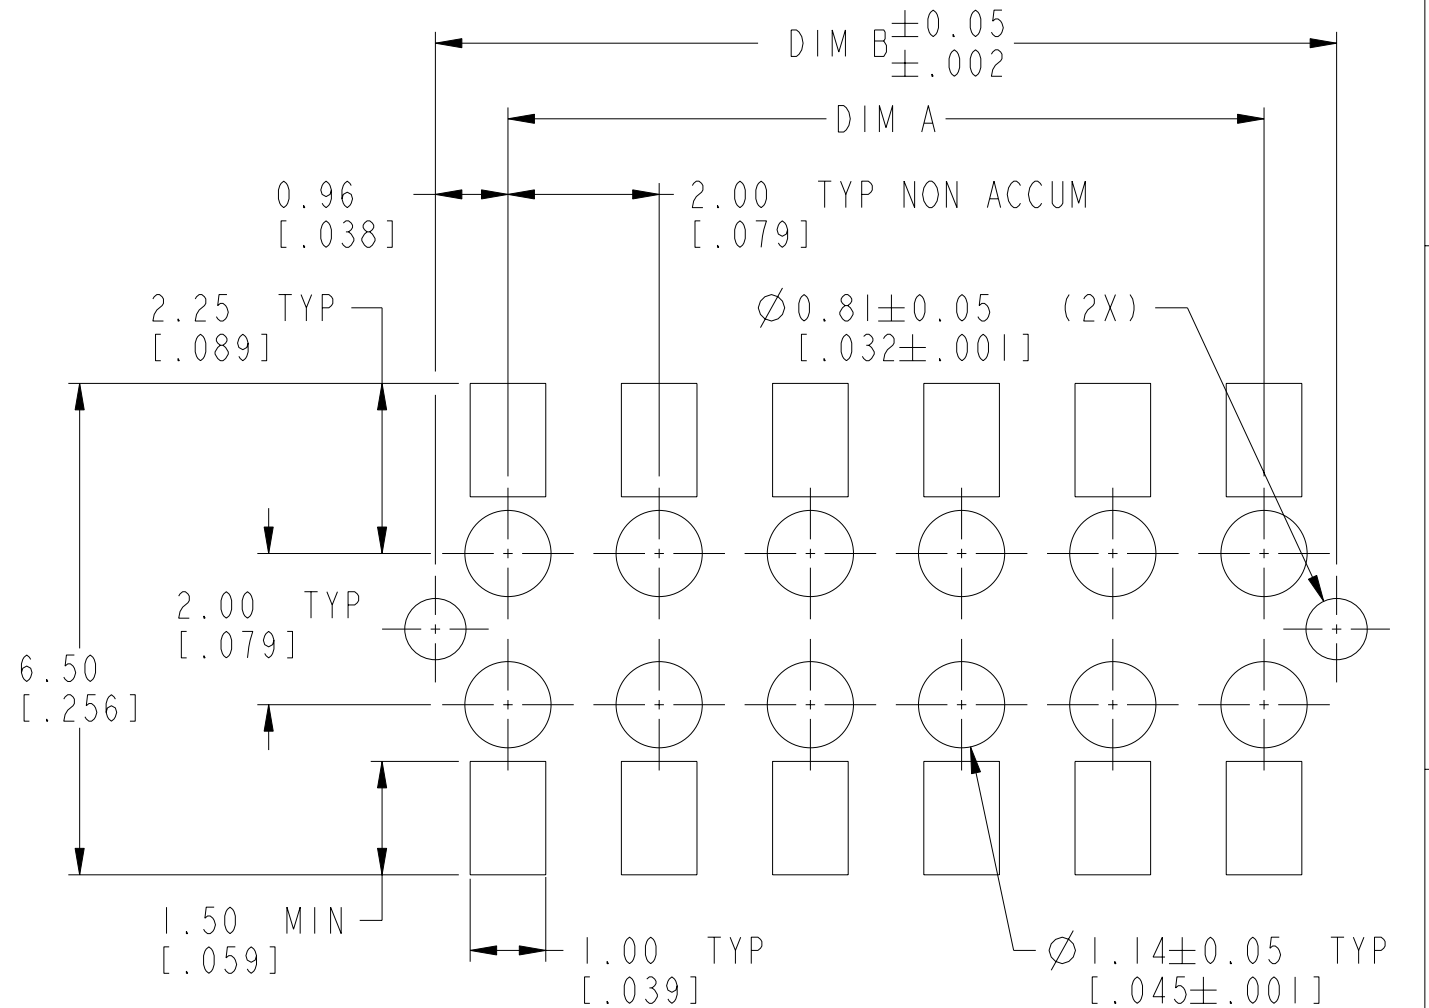 DIM B ±0.05
±.002
DIM A
0.96
[.038]
2.00 TYP NON ACCUM
[.079]
2.25 TYP
[.089]
Ø0.81±0.05 (2X)
[.032±.001]
2.00 TYP
[.079]
6.50
[.256]
1.50 MIN
[.059]
1.00 TYP
[.039]
Ø1.14±0.05 TYP
[.045±.001]